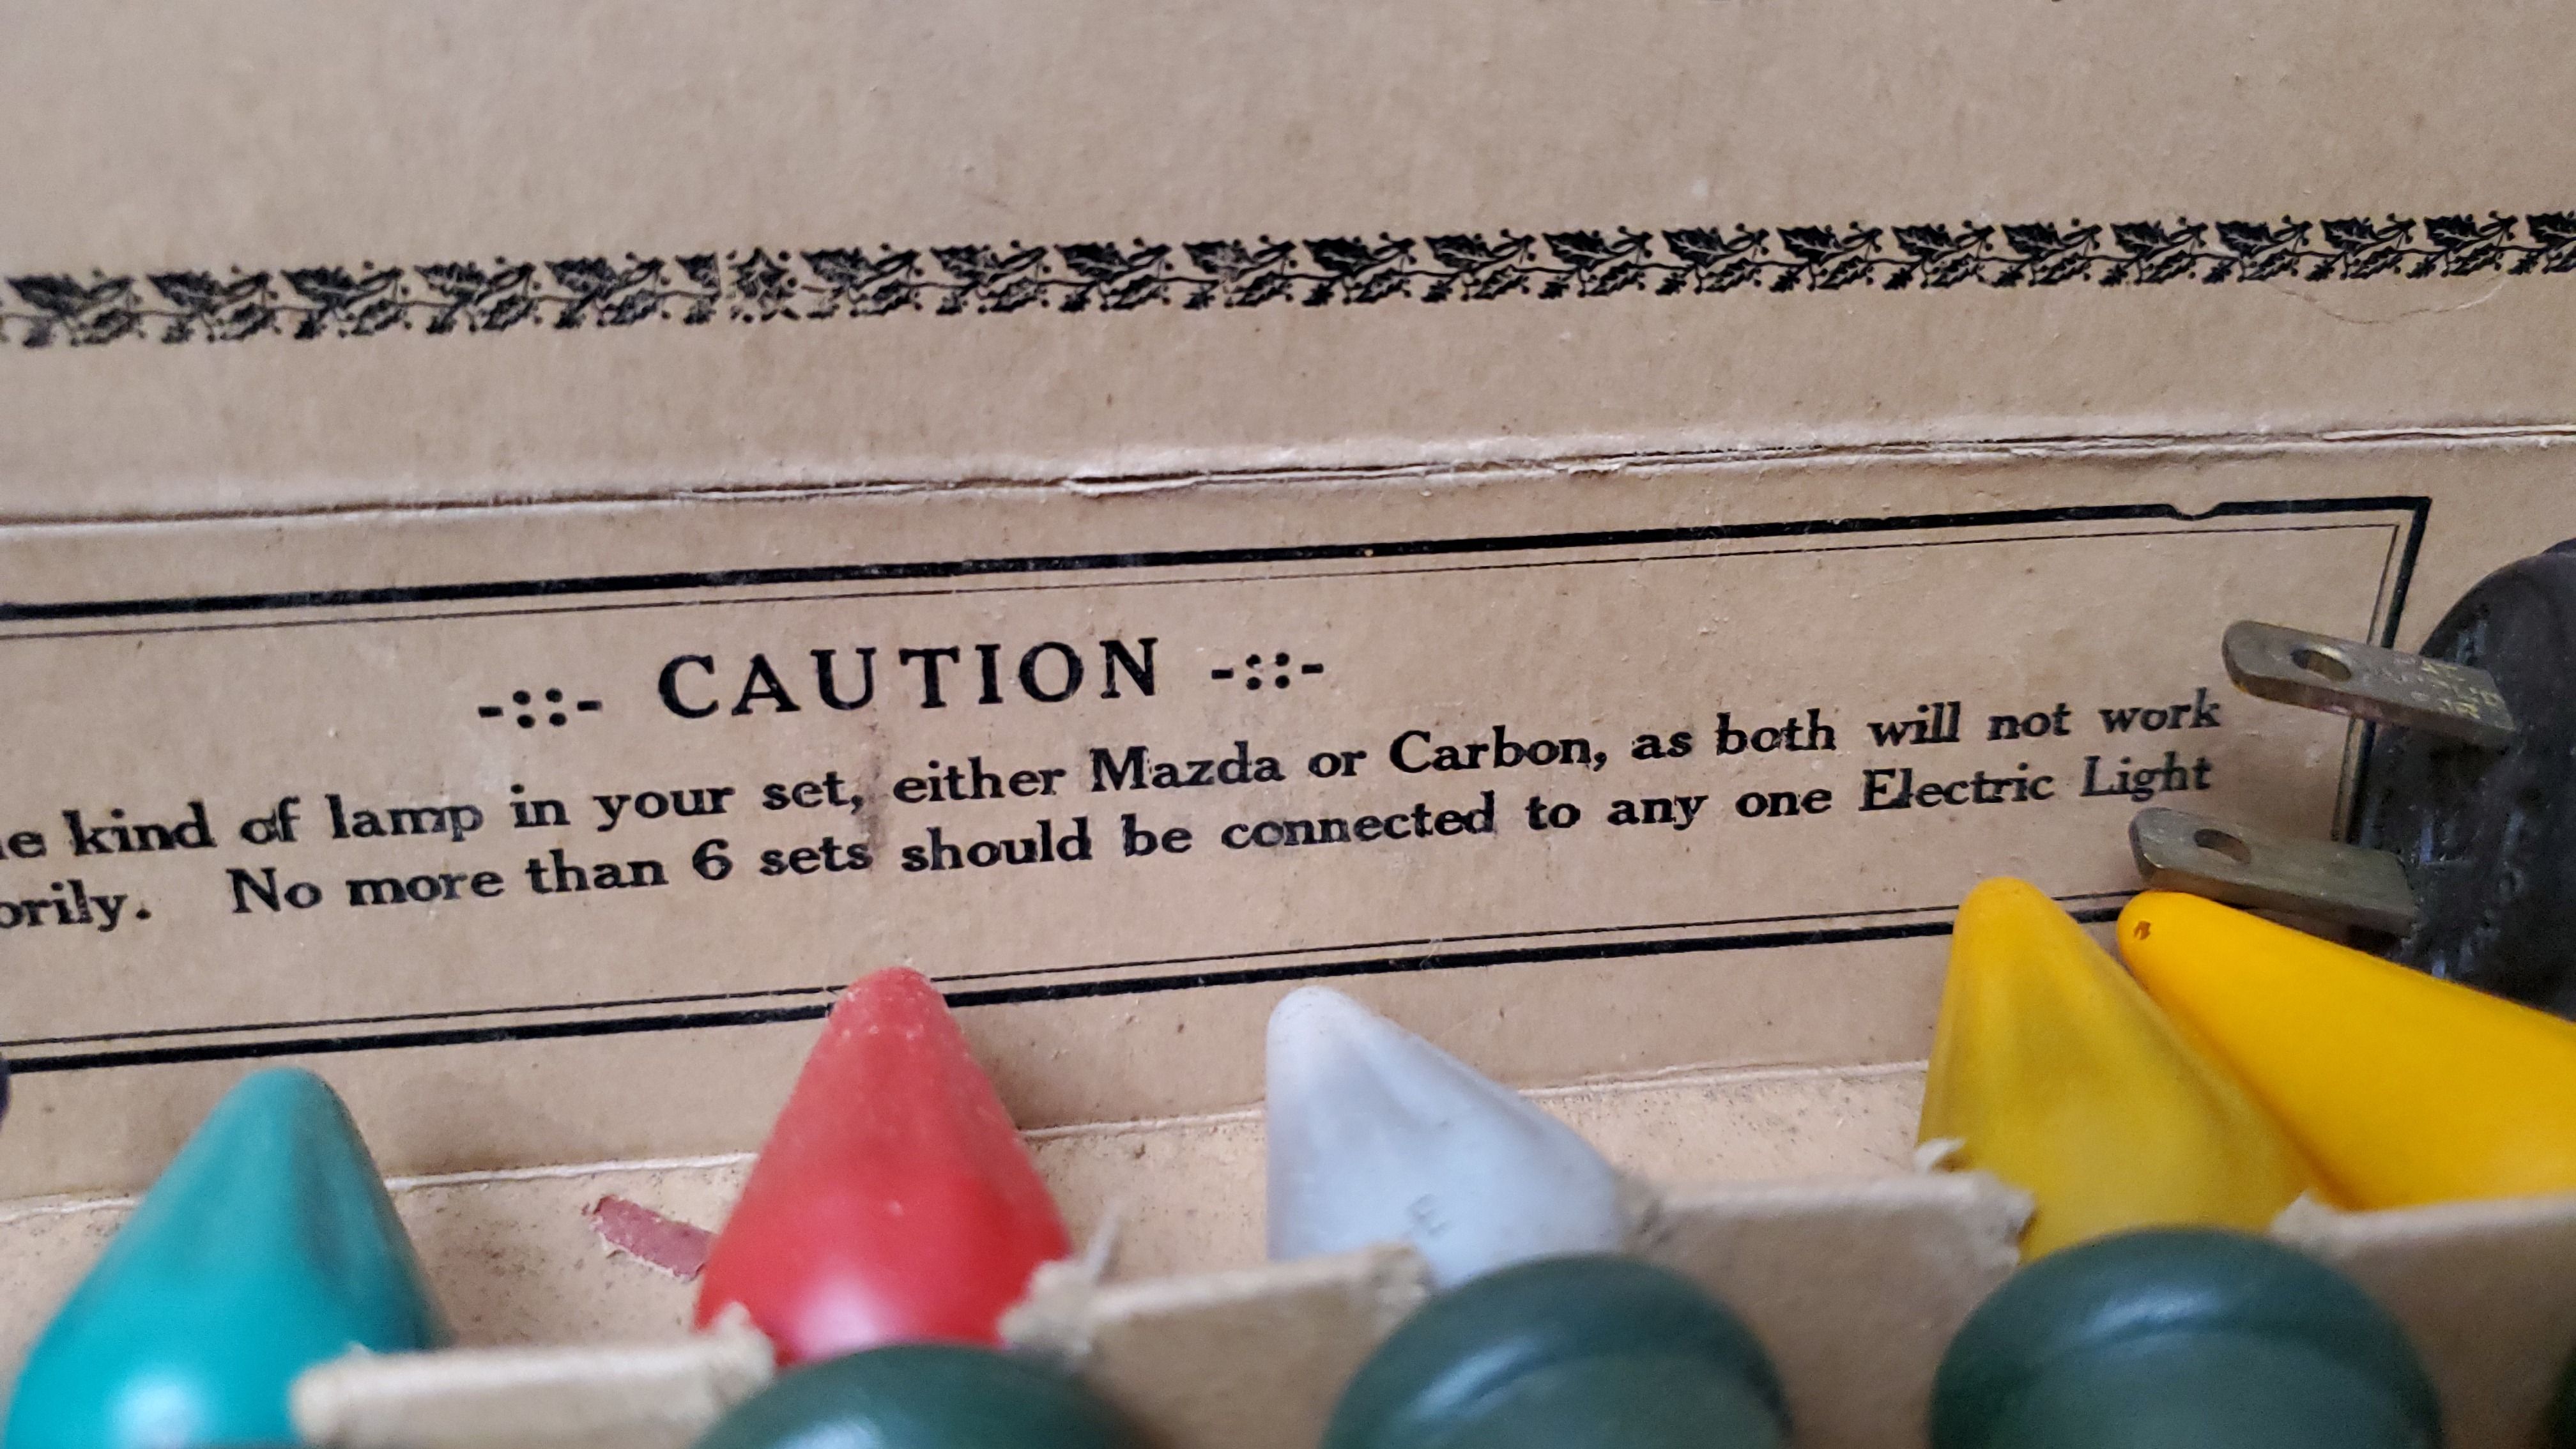 -::- CAUTION -::-
e kind of lamp in your set, either Mazda or Carbon, as both will not work
orily. No more than 6 sets should be connected to any one Electric Light